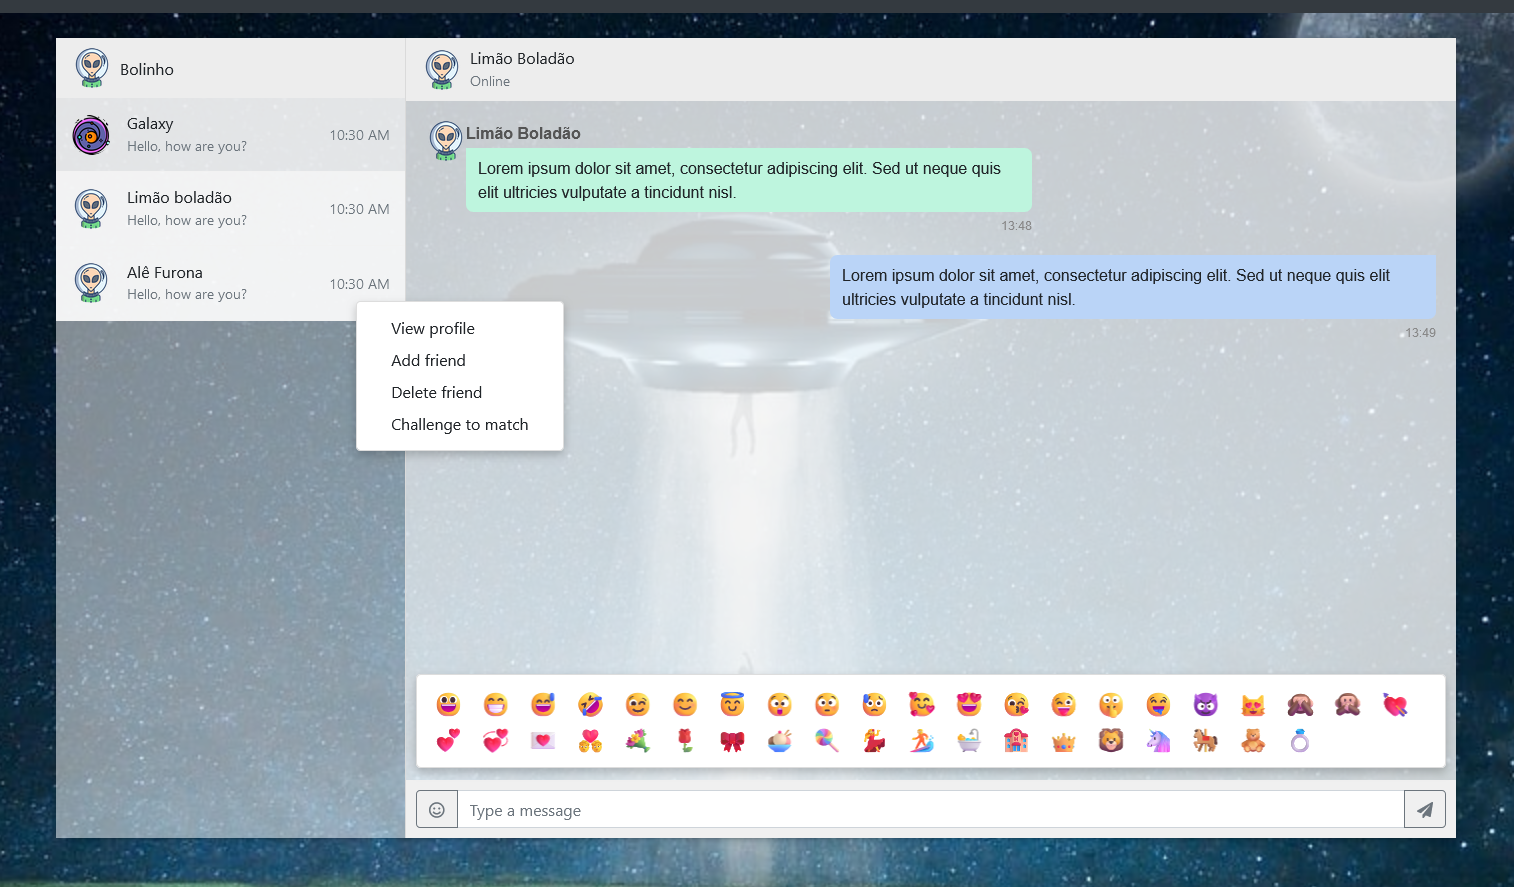 Bolinho
Galaxy
Hello, how are you?
10:30 AM
Limão boladão
Hello, how are you?
10:30 AM
Alê Furona
Hello, how are you?
10:30 AM
View profile
Add friend
Delete friend
Challenge to match
Limão Boladão
Online
Limão Boladão
Lorem ipsum dolor sit amet, consectetur adipiscing elit. Sed ut neque quis
elit ultricies vulputate a tincidunt nisl.
13:48
Lorem ipsum dolor sit amet, consectetur adipiscing elit. Sed ut neque quis elit
ultricies vulputate a tincidunt nisl.
13:49
Type a message